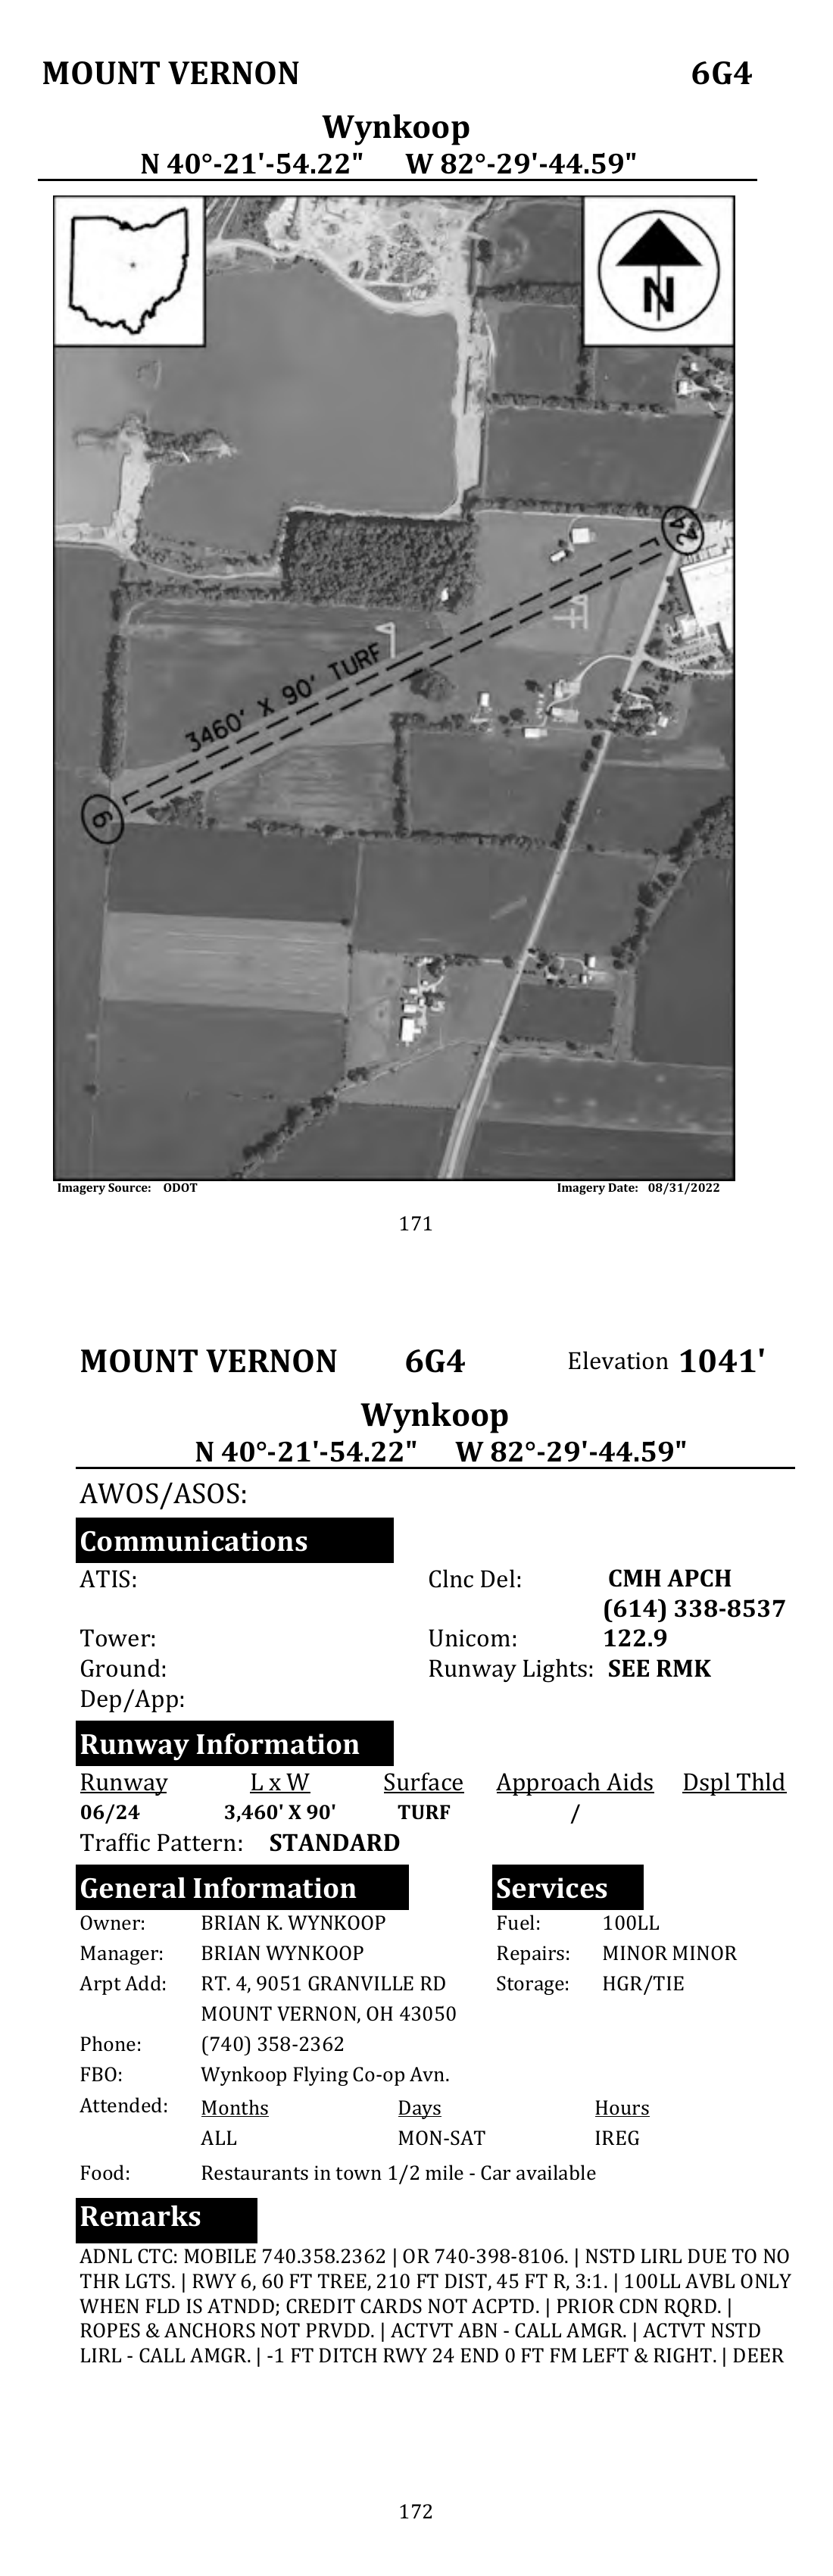 MOUNT VERNON 6G4
Wynkoop
N 40°-21'-54.22" W 82°-29'-44.59"
N
24
3460' X 90' TURF
6
Imagery Source: ODOT Imagery Date: 08/31/2022
171
MOUNT VERNON 6G4 Elevation 1041'
Wynkoop
N 40°-21'-54.22" W 82°-29'-44.59"
AWOS/ASOS:
Communications
ATIS: Clnc Del: CMH APCH
(614) 338-8537
Tower: Unicom: 122.9
Ground: Runway Lights: SEE RMK
Dep/App:
Runway Information
Runway L x W Surface Approach Aids Dspl Thld
06/24 3,460' X 90' TURF /
Traffic Pattern: STANDARD
General Information Services
Owner: BRIAN K. WYNKOOP Fuel: 100LL
Manager: BRIAN WYNKOOP Repairs: MINOR MINOR
Arpt Add: RT. 4, 9051 GRANVILLE RD Storage: HGR/TIE
MOUNT VERNON, OH 43050
Phone: (740) 358-2362
FBO: Wynkoop Flying Co-op Avn.
Attended: Months Days Hours
ALL MON-SAT IREG
Food: Restaurants in town 1/2 mile - Car available
Remarks
ADNL CTC: MOBILE 740.358.2362 | OR 740-398-8106. | NSTD LIRL DUE TO NO
THR LGTS. | RWY 6, 60 FT TREE, 210 FT DIST, 45 FT R, 3:1. | 100LL AVBL ONLY
WHEN FLD IS ATNDD; CREDIT CARDS NOT ACPTD. | PRIOR CDN RQRD. |
ROPES & ANCHORS NOT PRVDD. | ACTVT ABN - CALL AMGR. | ACTVT NSTD
LIRL - CALL AMGR. | -1 FT DITCH RWY 24 END 0 FT FM LEFT & RIGHT. | DEER
172